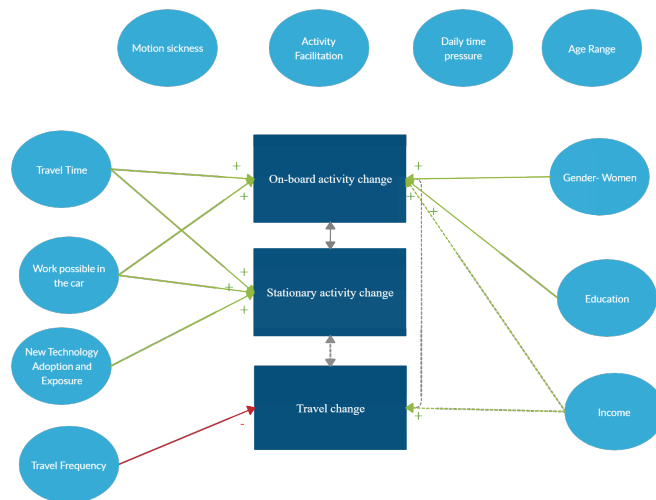 Motion sickness
Activity
Facilitation
Daily time
pressure
Age Range
Travel Time
+
On-board activity change
+
Gender- Women
+
+
+
Work possible in
the car
+
+
Stationary activity change
+
Education
New Technology
Adoption and
Exposure
Travel change
+
Income
-
Travel Frequency